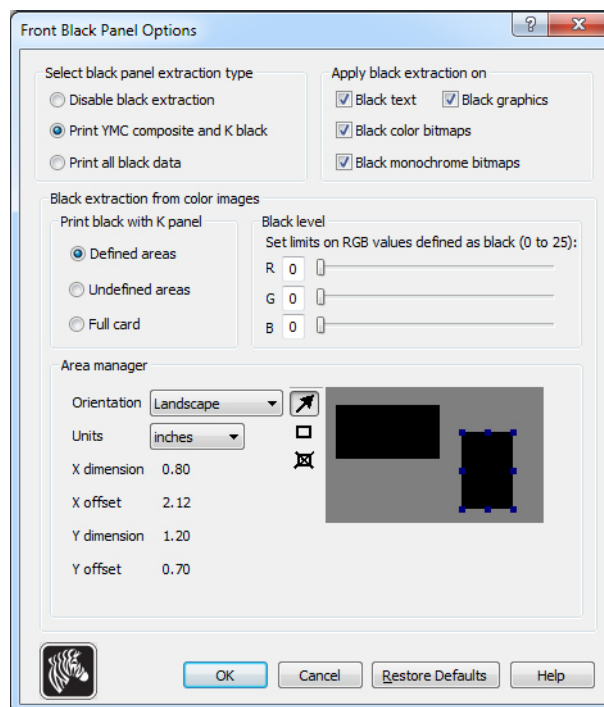 Front Black Panel Options
Select black panel extraction type
Disable black extraction
Print YMC composite and K black
Print all black data
Apply black extraction on
Black text
Black graphics
Black color bitmaps
Black monochrome bitmaps
Black extraction from color images
Print black with K panel
Defined areas
Undefined areas
Full card
Black level
Set limits on RGB values defined as black (0 to 25):
R 0
G 0
B 0
Area manager
Orientation Landscape
Units inches
X dimension 0.80
X offset 2.12
Y dimension 1.20
Y offset 0.70
OK Cancel Restore Defaults Help